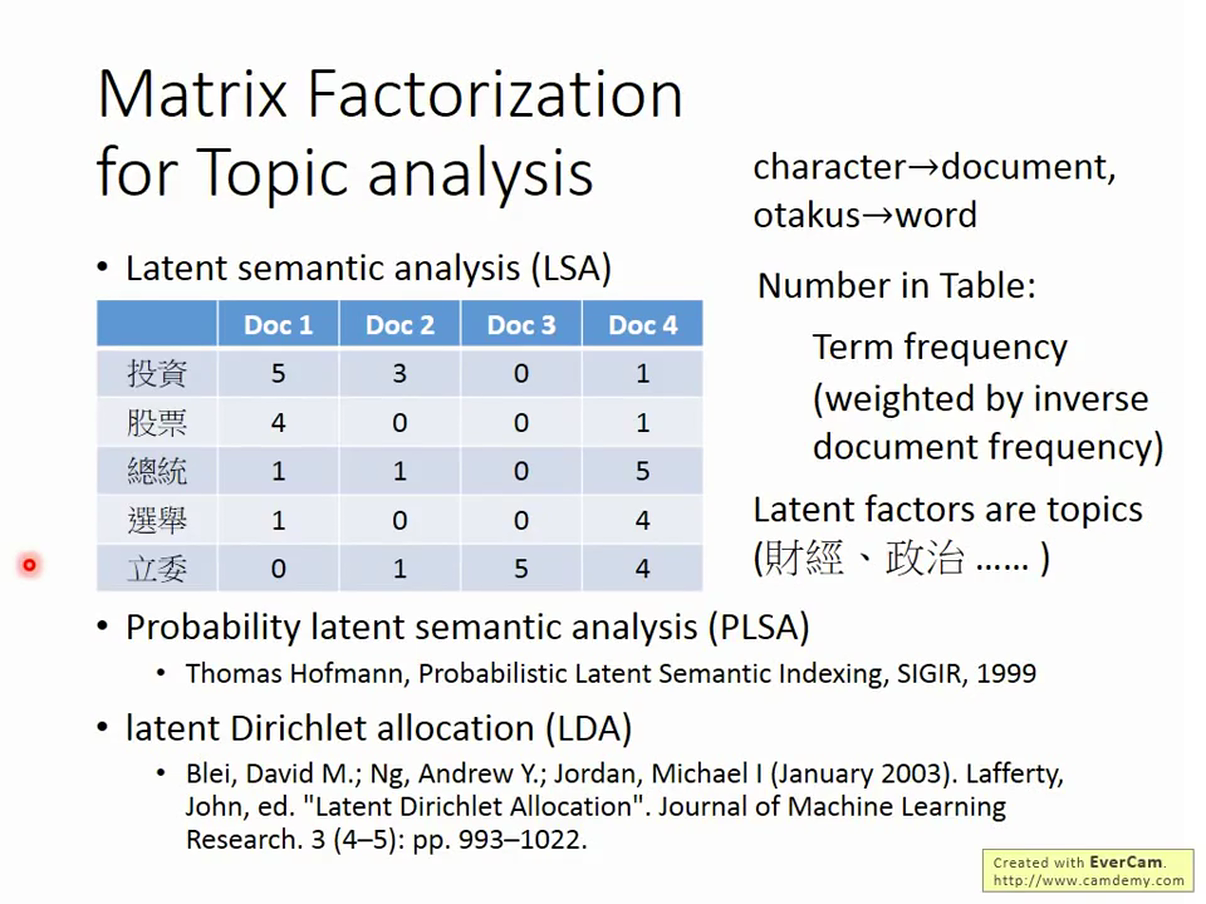 Matrix Factorization
for Topic analysis
character→document,
otakus→word
• Latent semantic analysis (LSA)
Number in Table:
Doc 1 Doc 2 Doc 3 Doc 4
投資 5 3 0 1
股票 4 0 0 1
總統 1 1 0 5
選舉 1 0 0 4
立委 0 1 5 4
Term frequency
(weighted by inverse
document frequency)
Latent factors are topics
(財經、政治 …… )
• Probability latent semantic analysis (PLSA)
• Thomas Hofmann, Probabilistic Latent Semantic Indexing, SIGIR, 1999
• latent Dirichlet allocation (LDA)
• Blei, David M.; Ng, Andrew Y.; Jordan, Michael I (January 2003). Lafferty,
John, ed. "Latent Dirichlet Allocation". Journal of Machine Learning
Research. 3 (4–5): pp. 993–1022.
Created with EverCam.
http://www.camdemy.com